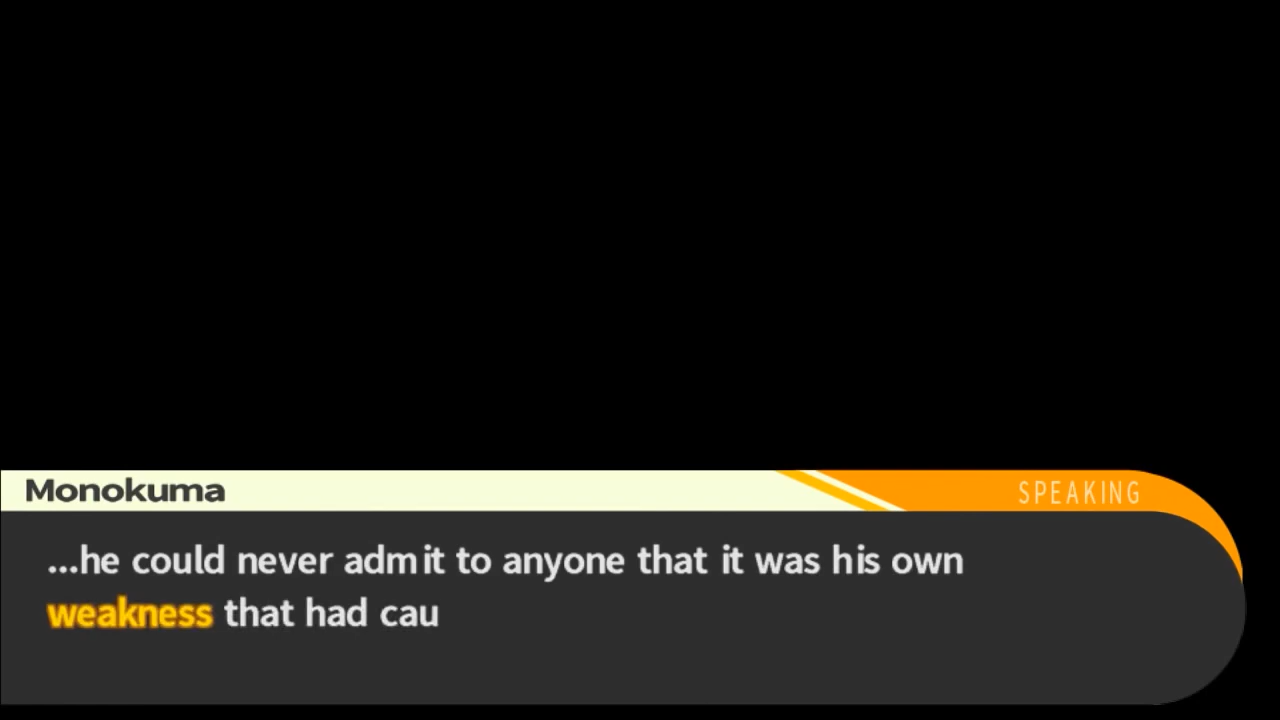 Monokuma
SPEAKING
...he could never admit to anyone that it was his own
weakness that had cau